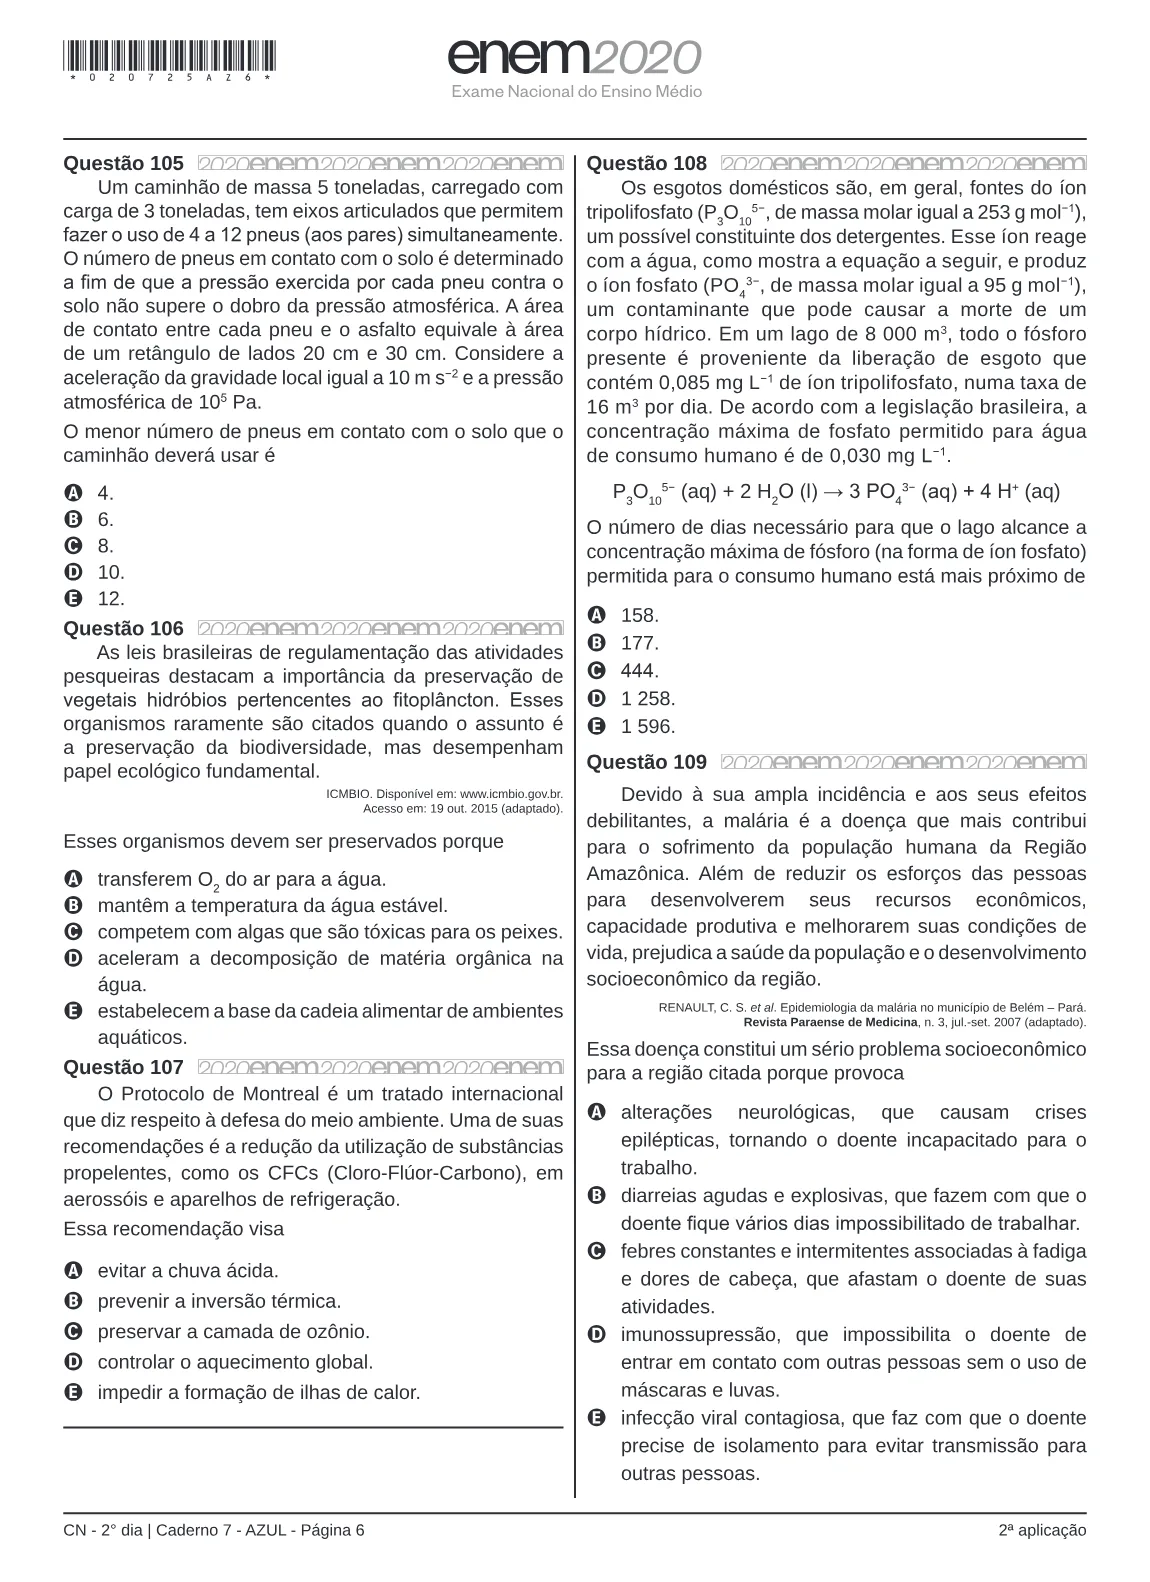 *020725AZ6*
enem2020
Exame Nacional do Ensino Médio
Questão 105 2020enem2020enem2020enem
Um caminhão de massa 5 toneladas, carregado com
carga de 3 toneladas, tem eixos articulados que permitem
fazer o uso de 4 a 12 pneus (aos pares) simultaneamente.
O número de pneus em contato com o solo é determinado
a fim de que a pressão exercida por cada pneu contra o
solo não supere o dobro da pressão atmosférica. A área
de contato entre cada pneu e o asfalto equivale à área
de um retângulo de lados 20 cm e 30 cm. Considere a
aceleração da gravidade local igual a 10 m s⁻² e a pressão
atmosférica de 10⁵ Pa.
O menor número de pneus em contato com o solo que o
caminhão deverá usar é
A 4.
B 6.
C 8.
D 10.
E 12.
Questão 106 2020enem2020enem2020enem
As leis brasileiras de regulamentação das atividades
pesqueiras destacam a importância da preservação de
vegetais hidróbios pertencentes ao fitoplâncton. Esses
organismos raramente são citados quando o assunto é
a preservação da biodiversidade, mas desempenham
papel ecológico fundamental.
ICMBIO. Disponível em: www.icmbio.gov.br.
Acesso em: 19 out. 2015 (adaptado).
Esses organismos devem ser preservados porque
A transferem O₂ do ar para a água.
B mantêm a temperatura da água estável.
C competem com algas que são tóxicas para os peixes.
D aceleram a decomposição de matéria orgânica na
água.
E estabelecem a base da cadeia alimentar de ambientes
aquáticos.
Questão 107 2020enem2020enem2020enem
O Protocolo de Montreal é um tratado internacional
que diz respeito à defesa do meio ambiente. Uma de suas
recomendações é a redução da utilização de substâncias
propelentes, como os CFCs (Cloro-Flúor-Carbono), em
aerossóis e aparelhos de refrigeração.
Essa recomendação visa
A evitar a chuva ácida.
B prevenir a inversão térmica.
C preservar a camada de ozônio.
D controlar o aquecimento global.
E impedir a formação de ilhas de calor.
Questão 108 2020enem2020enem2020enem
Os esgotos domésticos são, em geral, fontes do íon
tripolifosfato (P₃O₁₀⁵⁻, de massa molar igual a 253 g mol⁻¹),
um possível constituinte dos detergentes. Esse íon reage
com a água, como mostra a equação a seguir, e produz
o íon fosfato (PO₄³⁻, de massa molar igual a 95 g mol⁻¹),
um contaminante que pode causar a morte de um
corpo hídrico. Em um lago de 8 000 m³, todo o fósforo
presente é proveniente da liberação de esgoto que
contém 0,085 mg L⁻¹ de íon tripolifosfato, numa taxa de
16 m³ por dia. De acordo com a legislação brasileira, a
concentração máxima de fosfato permitido para água
de consumo humano é de 0,030 mg L⁻¹.
P₃O₁₀⁵⁻ (aq) + 2 H₂O (l) → 3 PO₄³⁻ (aq) + 4 H⁺ (aq)
O número de dias necessário para que o lago alcance a
concentração máxima de fósforo (na forma de íon fosfato)
permitida para o consumo humano está mais próximo de
A 158.
B 177.
C 444.
D 1 258.
E 1 596.
Questão 109 2020enem2020enem2020enem
Devido à sua ampla incidência e aos seus efeitos
debilitantes, a malária é a doença que mais contribui
para o sofrimento da população humana da Região
Amazônica. Além de reduzir os esforços das pessoas
para desenvolverem seus recursos econômicos,
capacidade produtiva e melhorarem suas condições de
vida, prejudica a saúde da população e o desenvolvimento
socioeconômico da região.
RENAULT, C. S. et al. Epidemiologia da malária no município de Belém – Pará.
Revista Paraense de Medicina, n. 3, jul.-set. 2007 (adaptado).
Essa doença constitui um sério problema socioeconômico
para a região citada porque provoca
A alterações neurológicas, que causam crises
epilépticas, tornando o doente incapacitado para o
trabalho.
B diarreias agudas e explosivas, que fazem com que o
doente fique vários dias impossibilitado de trabalhar.
C febres constantes e intermitentes associadas à fadiga
e dores de cabeça, que afastam o doente de suas
atividades.
D imunossupressão, que impossibilita o doente de
entrar em contato com outras pessoas sem o uso de
máscaras e luvas.
E infecção viral contagiosa, que faz com que o doente
precise de isolamento para evitar transmissão para
outras pessoas.
CN - 2° dia | Caderno 7 - AZUL - Página 6
2ª aplicação